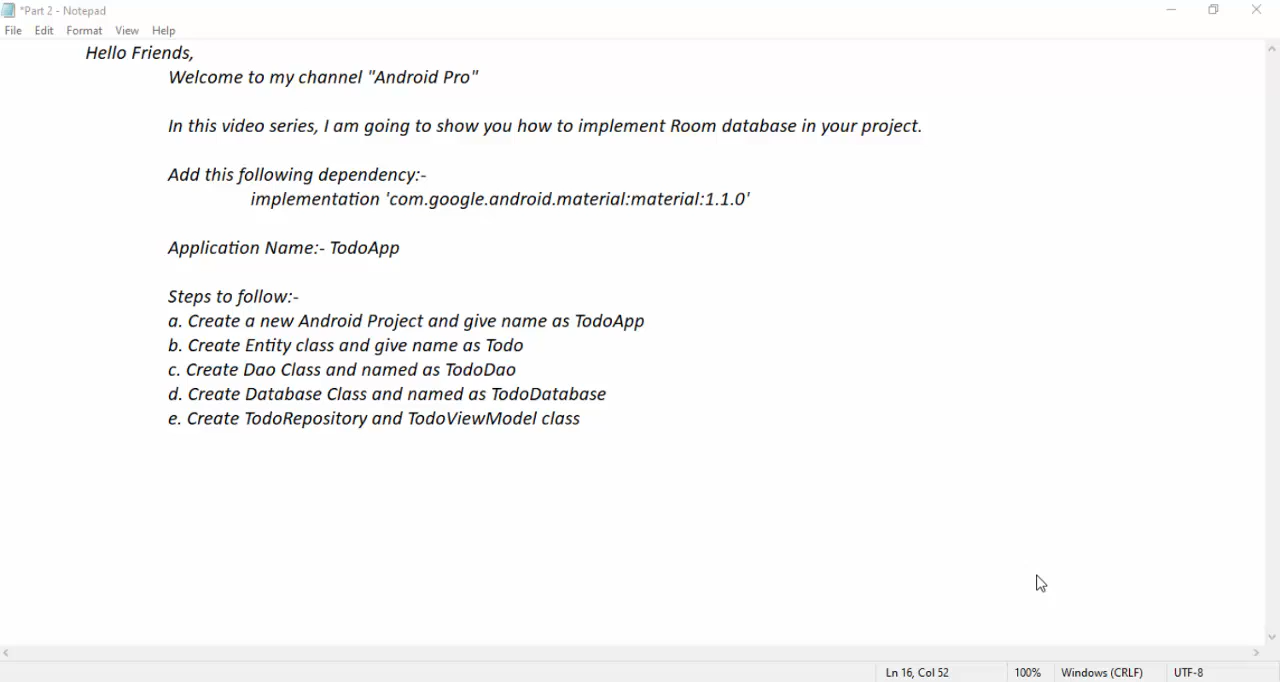 *Part 2 - Notepad
File Edit Format View Help
Hello Friends,
Welcome to my channel "Android Pro"
In this video series, I am going to show you how to implement Room database in your project.
Add this following dependency:-
implementation 'com.google.android.material:material:1.1.0'
Application Name:- TodoApp
Steps to follow:-
a. Create a new Android Project and give name as TodoApp
b. Create Entity class and give name as Todo
c. Create Dao Class and named as TodoDao
d. Create Database Class and named as TodoDatabase
e. Create TodoRepository and TodoViewModel class
Ln 16, Col 52 100% Windows (CRLF) UTF-8